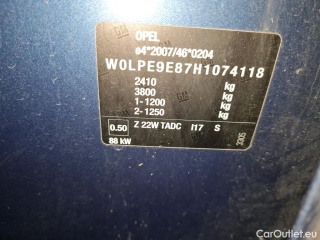 OPEL
e4*2007/46*0204
W0LPE9E87H1074118
2410 kg
3800 kg
1-1200 kg
2-1250 kg
0.50 Z 22W TADC I17 S
88 kW
2005
CarOutlet.eu